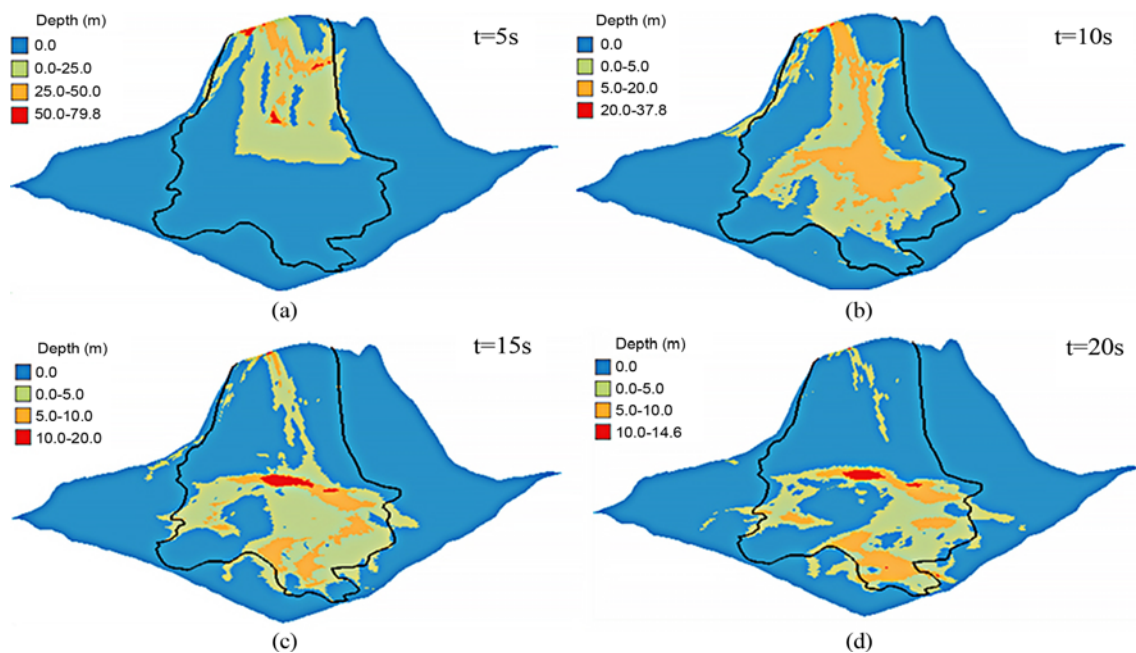 Depth (m)
0.0
0.0-25.0
25.0-50.0
50.0-79.8
t=5s
(a)
Depth (m)
0.0
0.0-5.0
5.0-20.0
20.0-37.8
t=10s
(b)
Depth (m)
0.0
0.0-5.0
5.0-10.0
10.0-20.0
t=15s
(c)
Depth (m)
0.0
0.0-5.0
5.0-10.0
10.0-14.6
t=20s
(d)